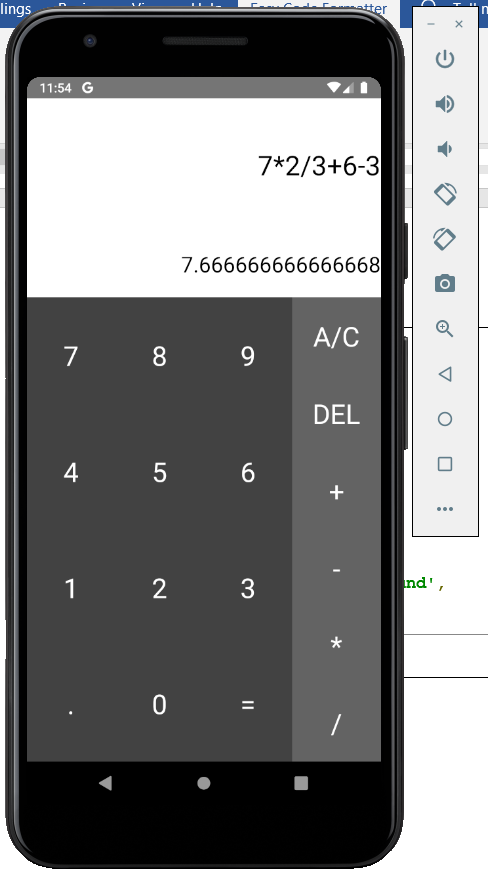 Easy Code Formatter
11:54 G
7*2/3+6-3
7.666666666666668
7 8 9 A/C
DEL
4 5 6
+
1 2 3
-
*
. 0 =
/
nd',